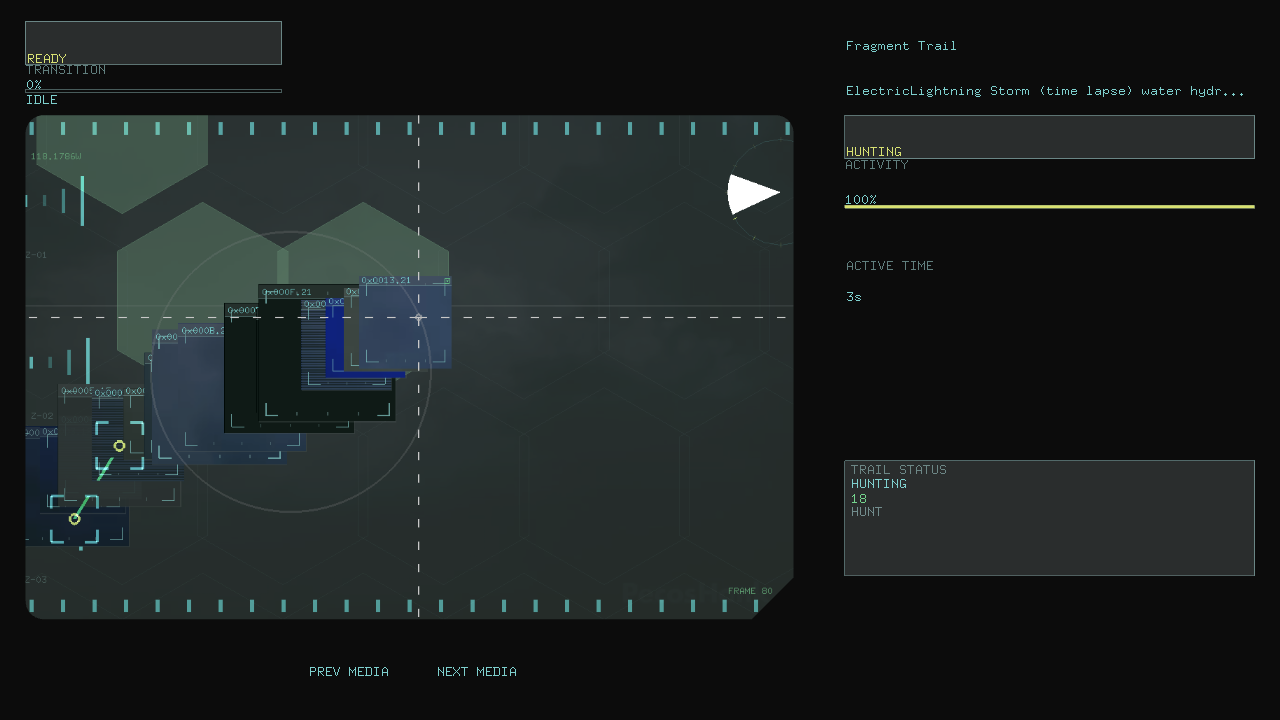 READY
TRANSITION
0%
IDLE
Fragment Trail
ElectricLightning Storm (time lapse) water hydr...
HUNTING
ACTIVITY
100%
ACTIVE TIME
3s
118.1786W
Z-01
0x0013.21
0x000F.21
0x000B.2
Z-02
Z-03
FRAME 80
TRAIL STATUS
HUNTING
18
HUNT
PREV MEDIA
NEXT MEDIA